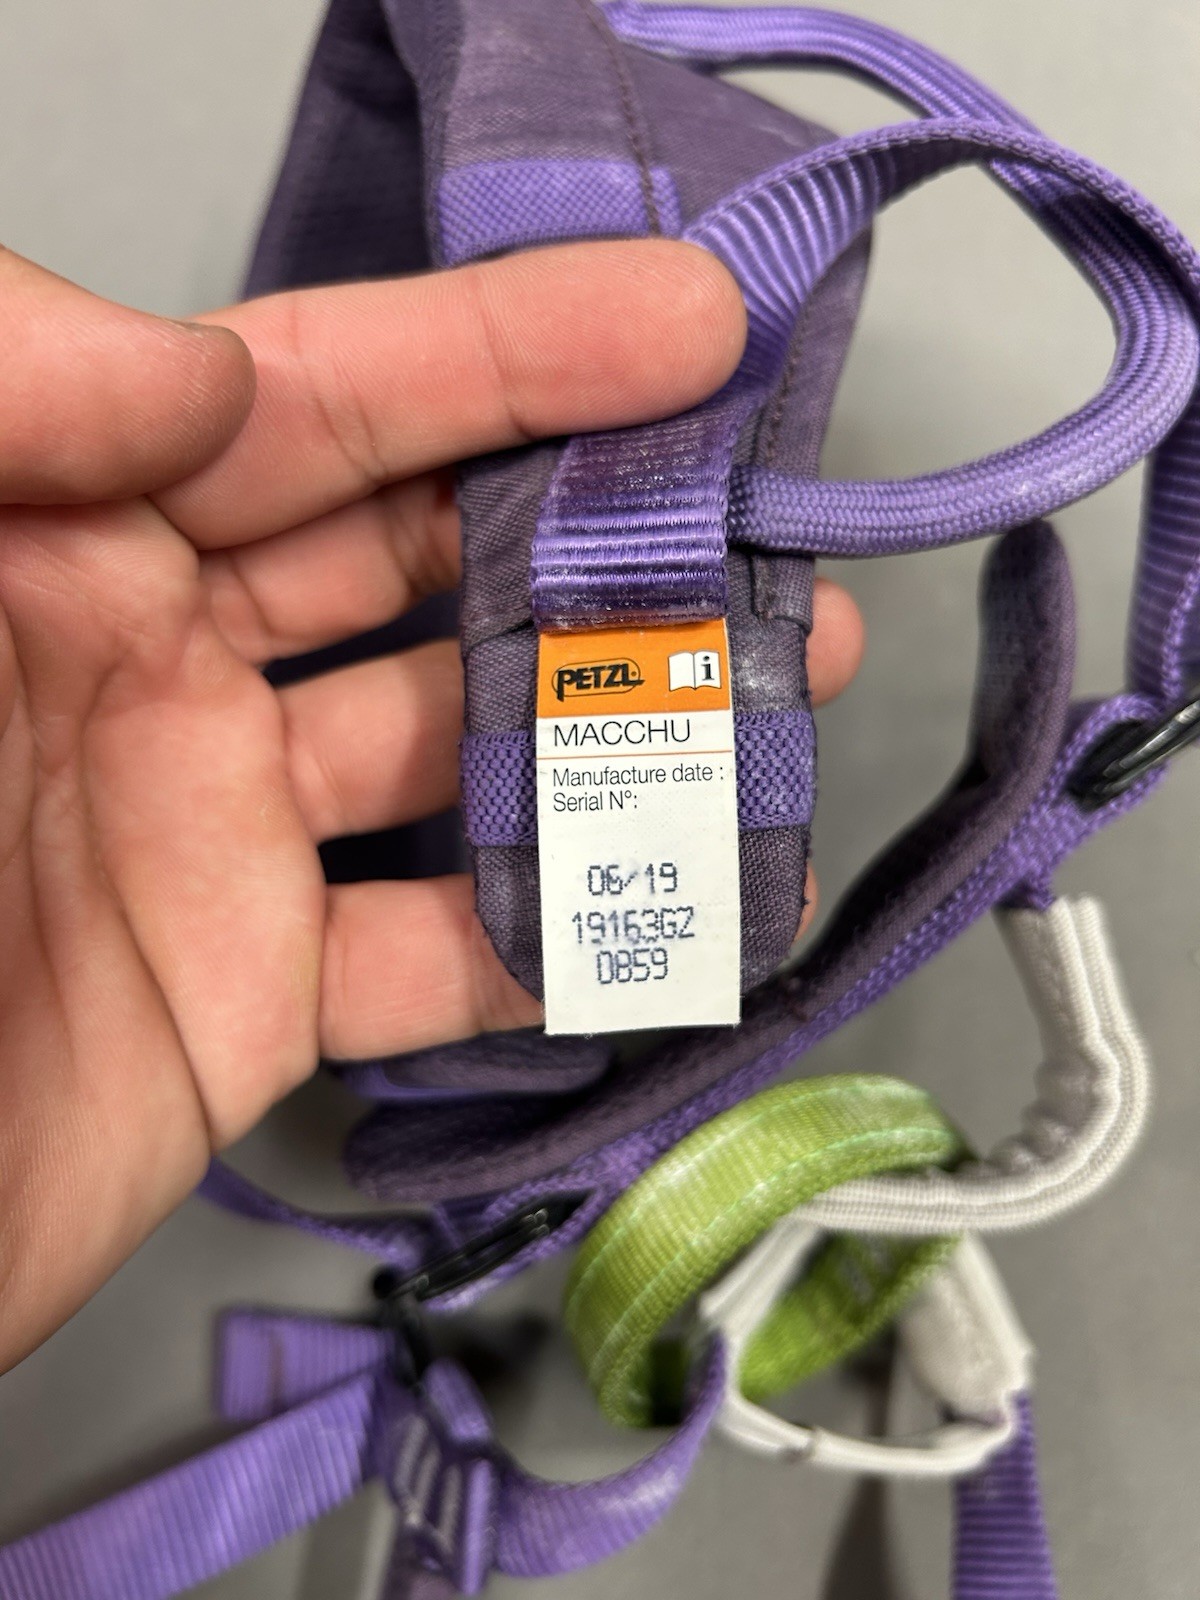 PETZL
i
MACCHU
Manufacture date :
Serial N°:
06/19
19163GZ
0859